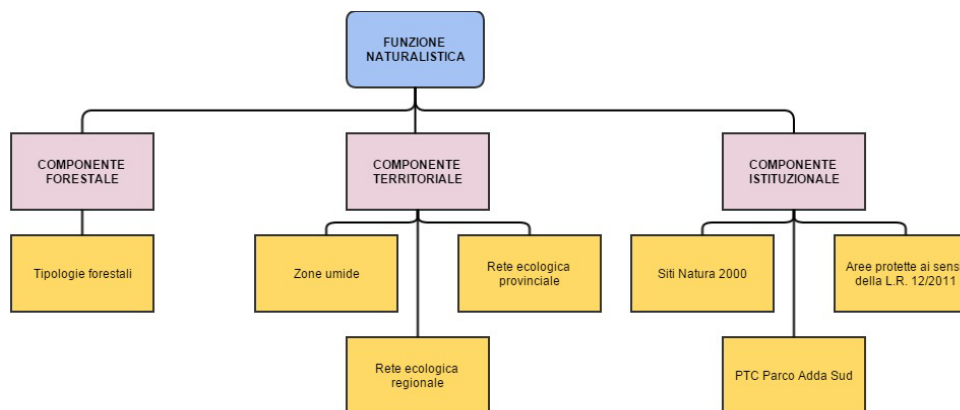 FUNZIONE
NATURALISTICA
COMPONENTE
FORESTALE
COMPONENTE
TERRITORIALE
COMPONENTE
ISTITUZIONALE
Tipologie forestali
Zone umide
Rete ecologica
provinciale
Siti Natura 2000
Aree protette ai sensi
della L.R. 12/2011
Rete ecologica
regionale
PTC Parco Adda Sud